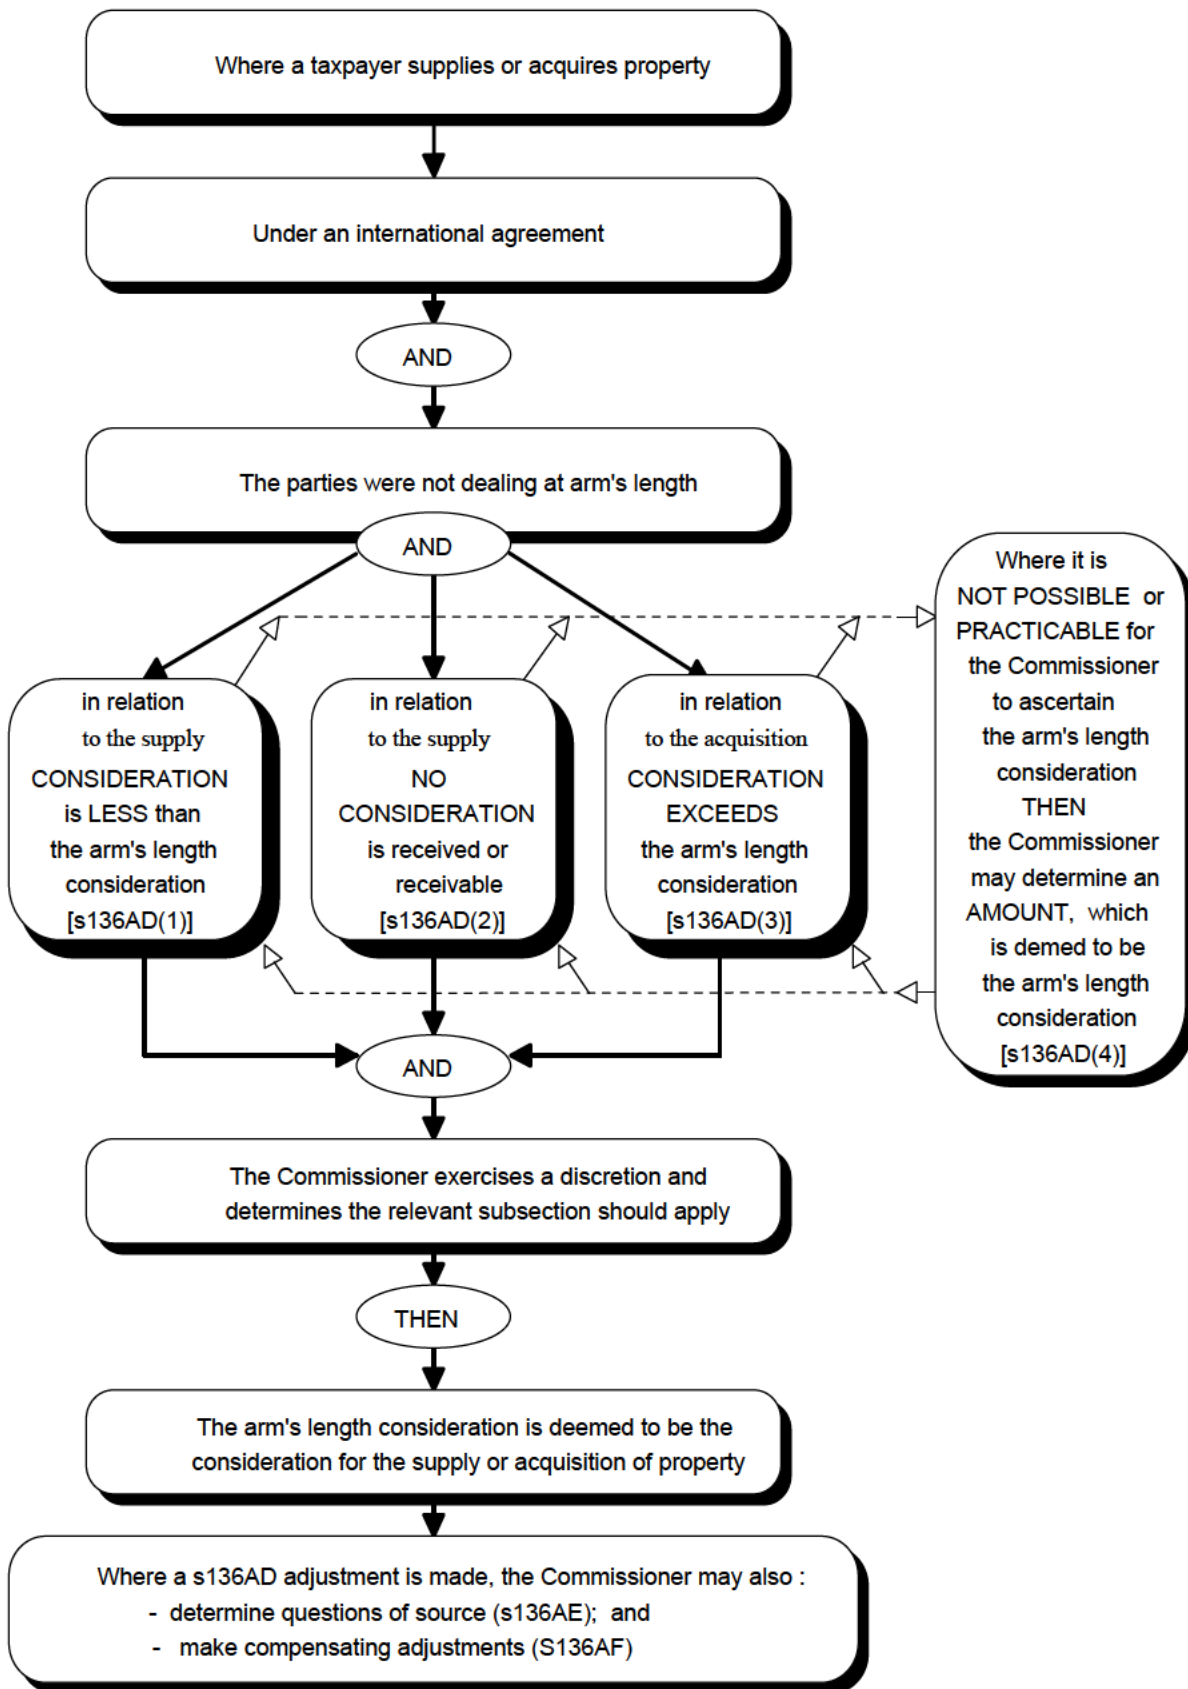 Where a taxpayer supplies or acquires property
Under an international agreement
AND
The parties were not dealing at arm's length
AND
in relation
to the supply
CONSIDERATION
is LESS than
the arm's length
consideration
[s136AD(1)]
in relation
to the supply
NO
CONSIDERATION
is received or
receivable
[s136AD(2)]
in relation
to the acquisition
CONSIDERATION
EXCEEDS
the arm's length
consideration
[s136AD(3)]
Where it is
NOT POSSIBLE or
PRACTICABLE for
the Commissioner
to ascertain
the arm's length
consideration
THEN
the Commissioner
may determine an
AMOUNT, which
is demed to be
the arm's length
consideration
[s136AD(4)]
AND
The Commissioner exercises a discretion and
determines the relevant subsection should apply
THEN
The arm's length consideration is deemed to be the
consideration for the supply or acquisition of property
Where a s136AD adjustment is made, the Commissioner may also :
- determine questions of source (s136AE); and
- make compensating adjustments (S136AF)